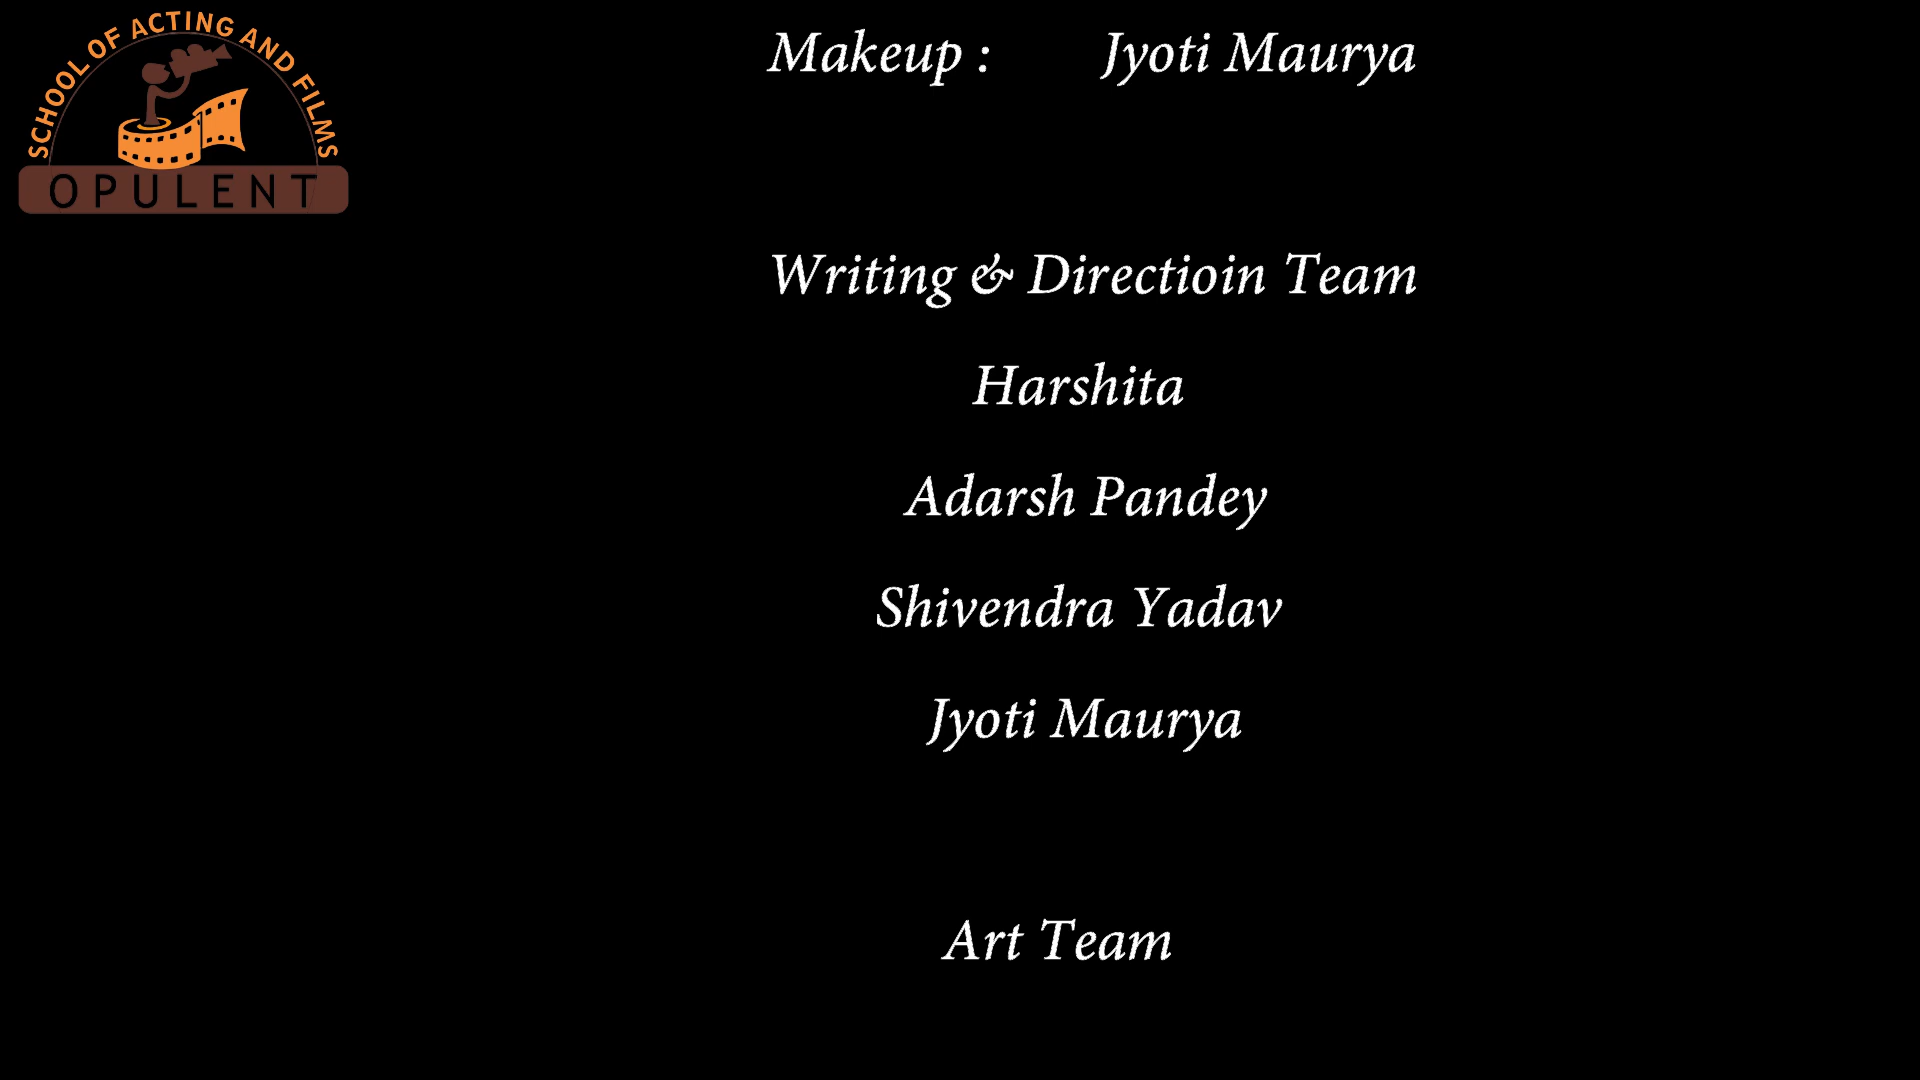 SCHOOL OF ACTING AND FILMS
OPULENT
Makeup : Jyoti Maurya
Writing & Directioin Team
Harshita
Adarsh Pandey
Shivendra Yadav
Jyoti Maurya
Art Team